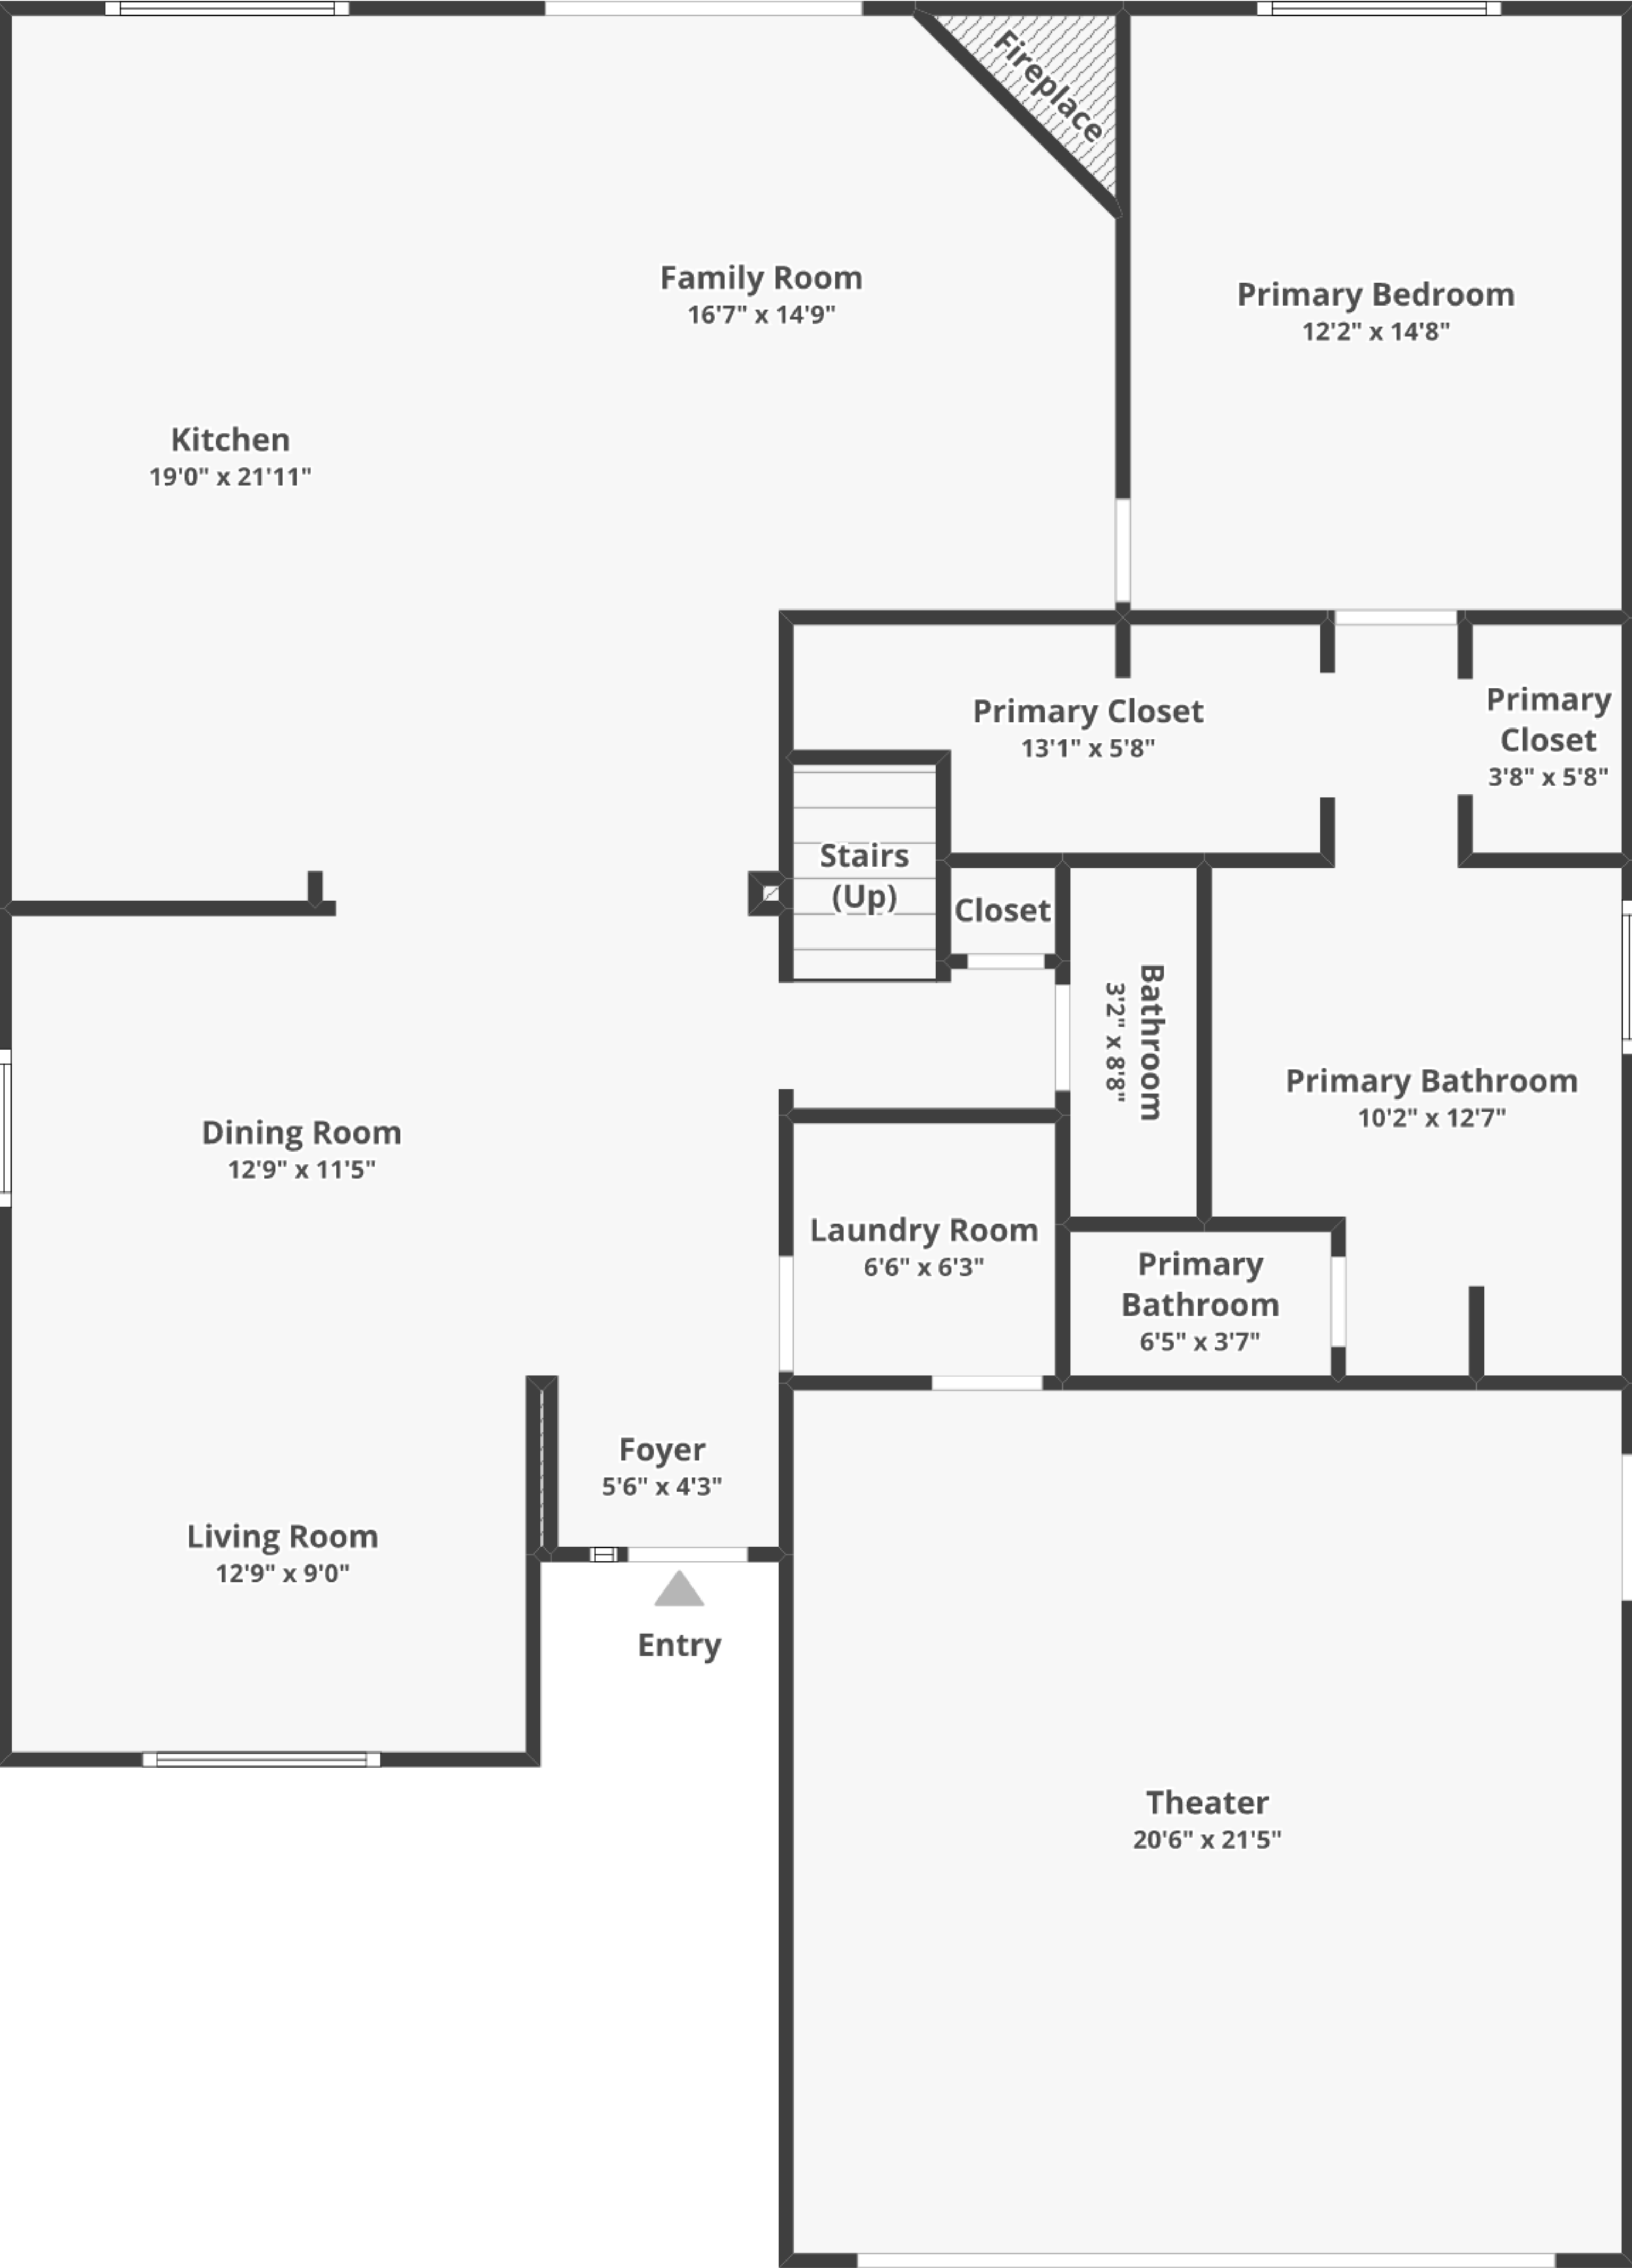 Fireplace
Family Room
16'7" x 14'9"
Primary Bedroom
12'2" x 14'8"
Kitchen
19'0" x 21'11"
Primary Closet
13'1" x 5'8"
Primary
Closet
3'8" x 5'8"
Stairs
(Up)
Closet
Bathroom
3'2" x 8'8"
Primary Bathroom
10'2" x 12'7"
Dining Room
12'9" x 11'5"
Laundry Room
6'6" x 6'3"
Primary
Bathroom
6'5" x 3'7"
Foyer
5'6" x 4'3"
Living Room
12'9" x 9'0"
Entry
Theater
20'6" x 21'5"